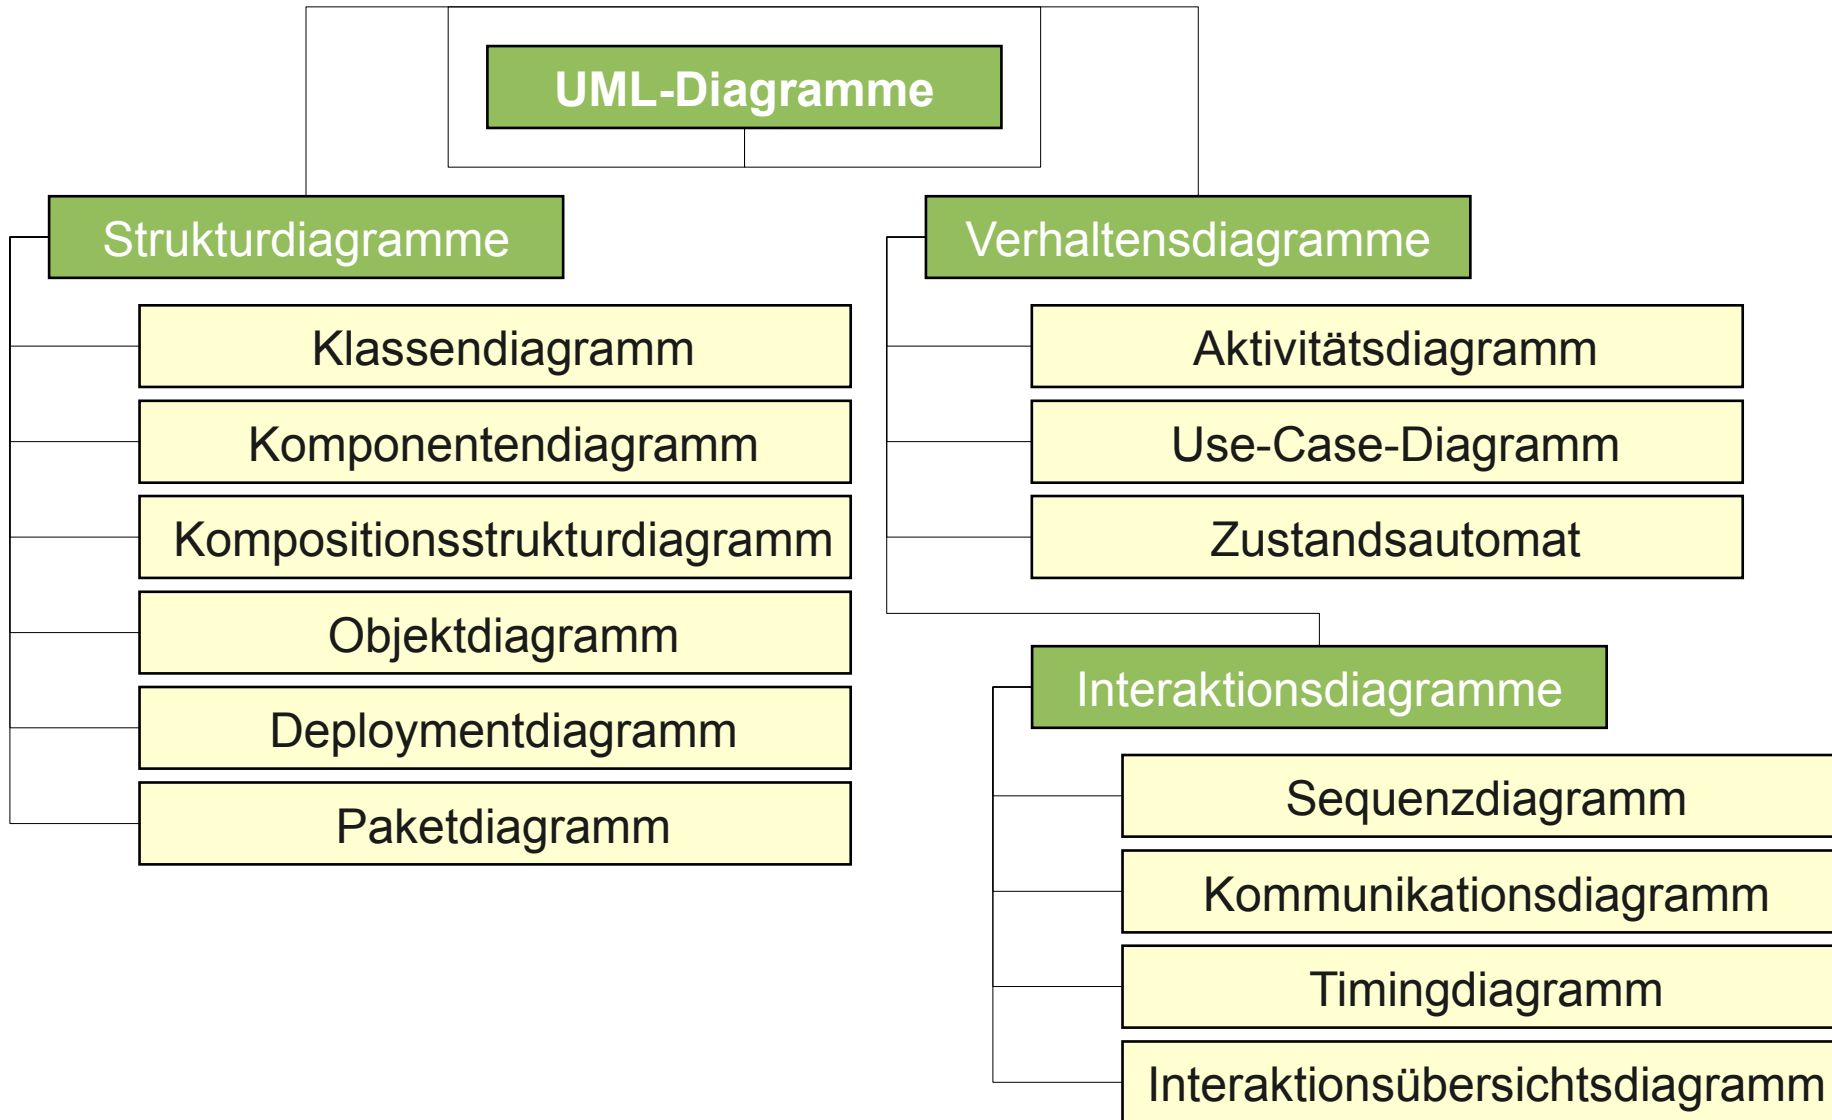 UML-Diagramme
Strukturdiagramme
Klassendiagramm
Komponentendiagramm
Kompositionsstrukturdiagramm
Objektdiagramm
Deploymentdiagramm
Paketdiagramm
Verhaltensdiagramme
Aktivitätsdiagramm
Use-Case-Diagramm
Zustandsautomat
Interaktionsdiagramme
Sequenzdiagramm
Kommunikationsdiagramm
Timingdiagramm
Interaktionsübersichtsdiagramm